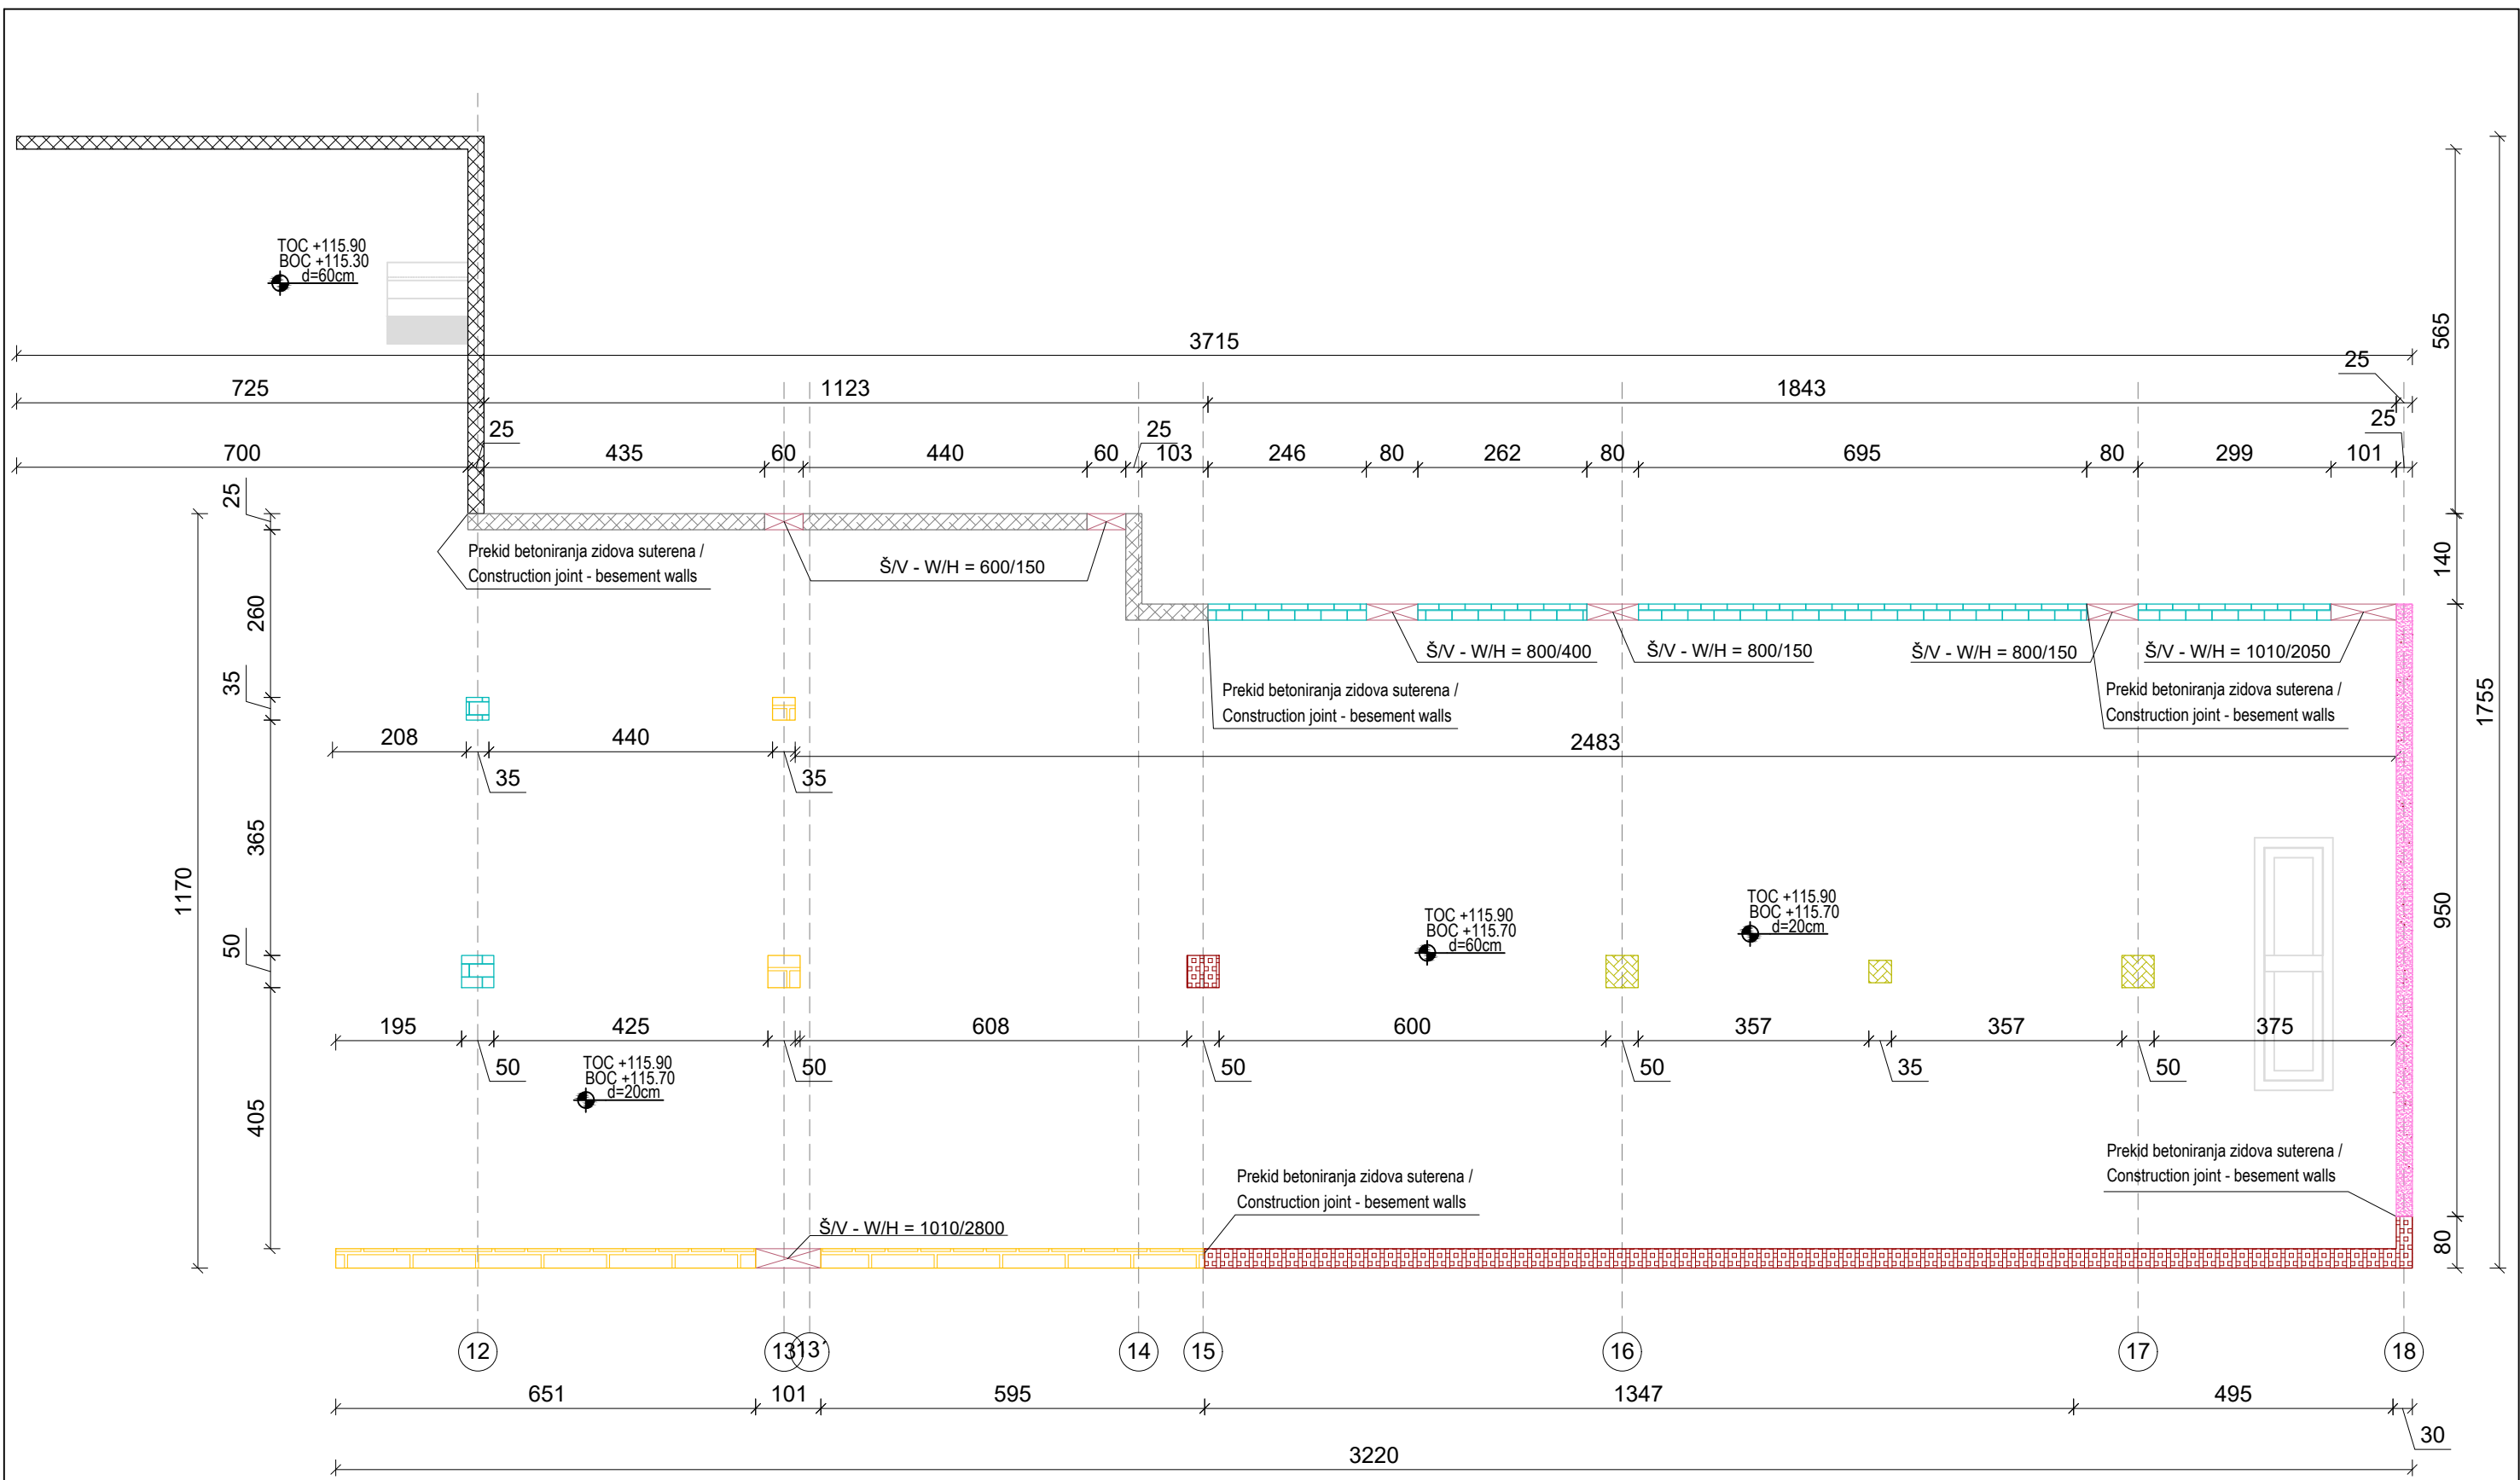 TOC +115.90
BOC +115.30
d=60cm
3715
565
25
725
1123
1843
25
25
25
700
435
60
440
60
103
246
80
262
80
695
80
299
101
25
Prekid betoniranja zidova suterena /
Construction joint - besement walls
Š/V - W/H = 600/150
140
260
Š/V - W/H = 800/400
Š/V - W/H = 800/150
Š/V - W/H = 800/150
Š/V - W/H = 1010/2050
35
Prekid betoniranja zidova suterena /
Construction joint - besement walls
Prekid betoniranja zidova suterena /
Construction joint - besement walls
1755
208
440
2483
35
35
365
1170
TOC +115.90
BOC +115.70
d=60cm
TOC +115.90
BOC +115.70
d=20cm
950
50
195
425
608
600
357
357
375
50
50
50
50
35
50
TOC +115.90
BOC +115.70
d=20cm
405
Prekid betoniranja zidova suterena /
Construction joint - besement walls
Prekid betoniranja zidova suterena /
Construction joint - besement walls
Š/V - W/H = 1010/2800
80
12
13
13'
14
15
16
17
18
651
101
595
1347
495
30
3220